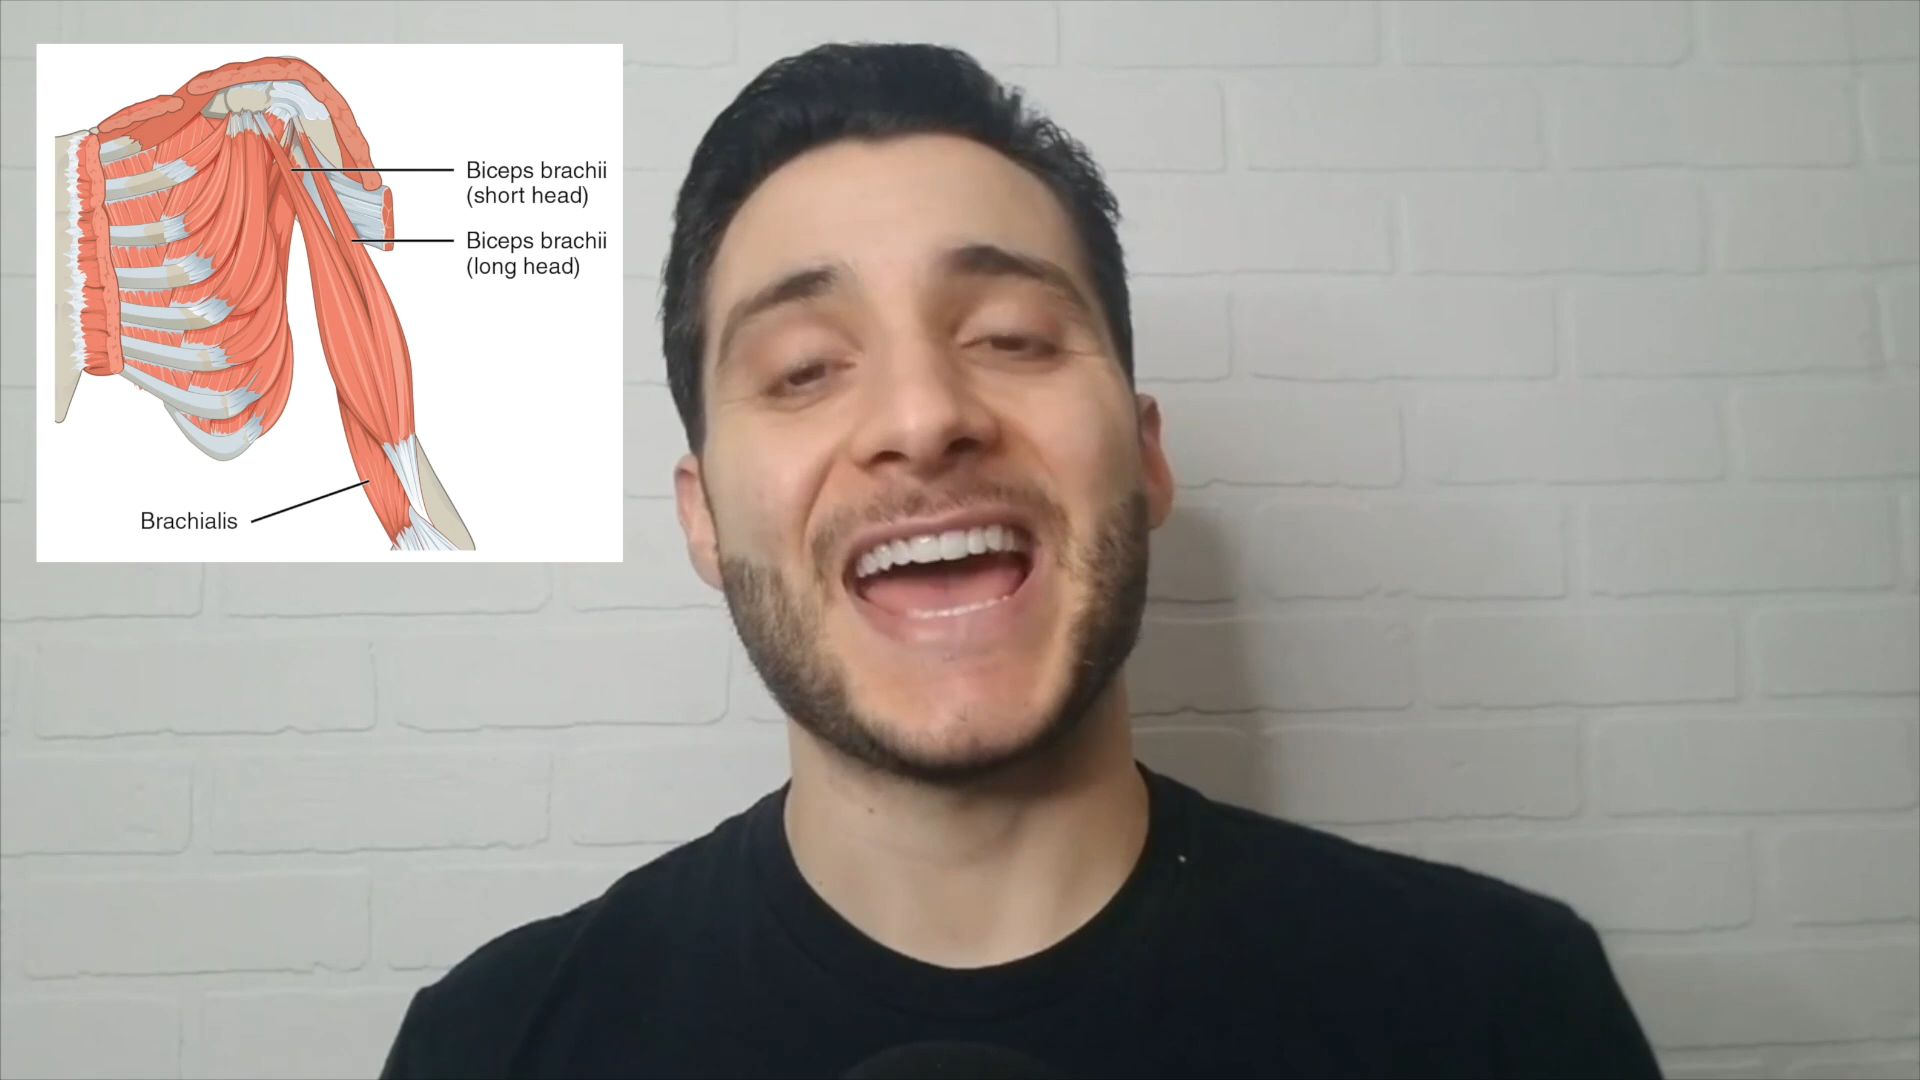 Biceps brachii
(short head)
Biceps brachii
(long head)
Brachialis